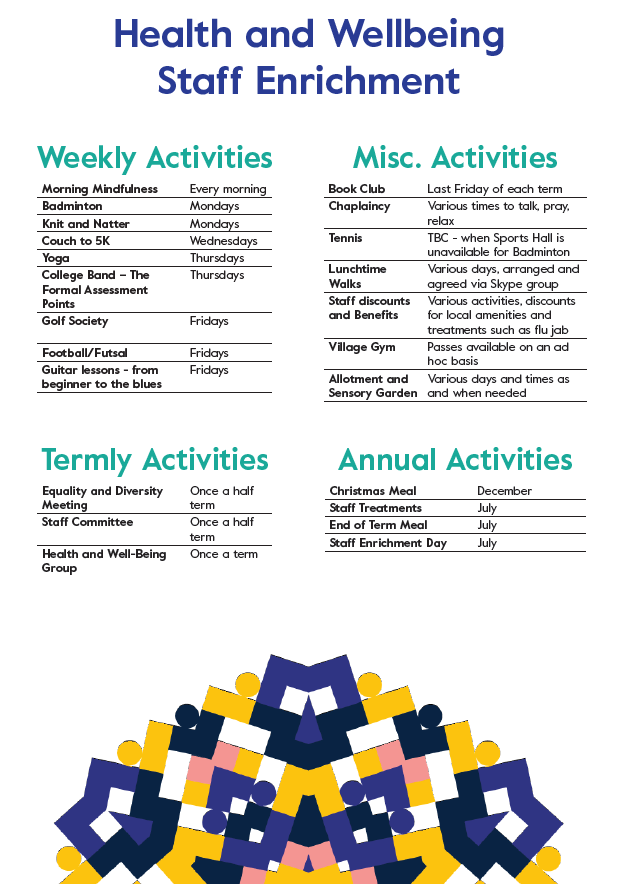 Health and Wellbeing
Staff Enrichment
Weekly Activities
Morning Mindfulness Every morning
Badminton Mondays
Knit and Natter Mondays
Couch to 5K Wednesdays
Yoga Thursdays
College Band – The Thursdays
Formal Assessment
Points
Golf Society Fridays
Football/Futsal Fridays
Guitar lessons - from Fridays
beginner to the blues
Misc. Activities
Book Club Last Friday of each term
Chaplaincy Various times to talk, pray,
relax
Tennis TBC - when Sports Hall is
unavailable for Badminton
Lunchtime Various days, arranged and
Walks agreed via Skype group
Staff discounts Various activities, discounts
and Benefits for local amenities and
treatments such as flu jab
Village Gym Passes available on an ad
hoc basis
Allotment and Various days and times as
Sensory Garden and when needed
Termly Activities
Equality and Diversity Once a half
Meeting term
Staff Committee Once a half
term
Health and Well-Being Once a term
Group
Annual Activities
Christmas Meal December
Staff Treatments July
End of Term Meal July
Staff Enrichment Day July